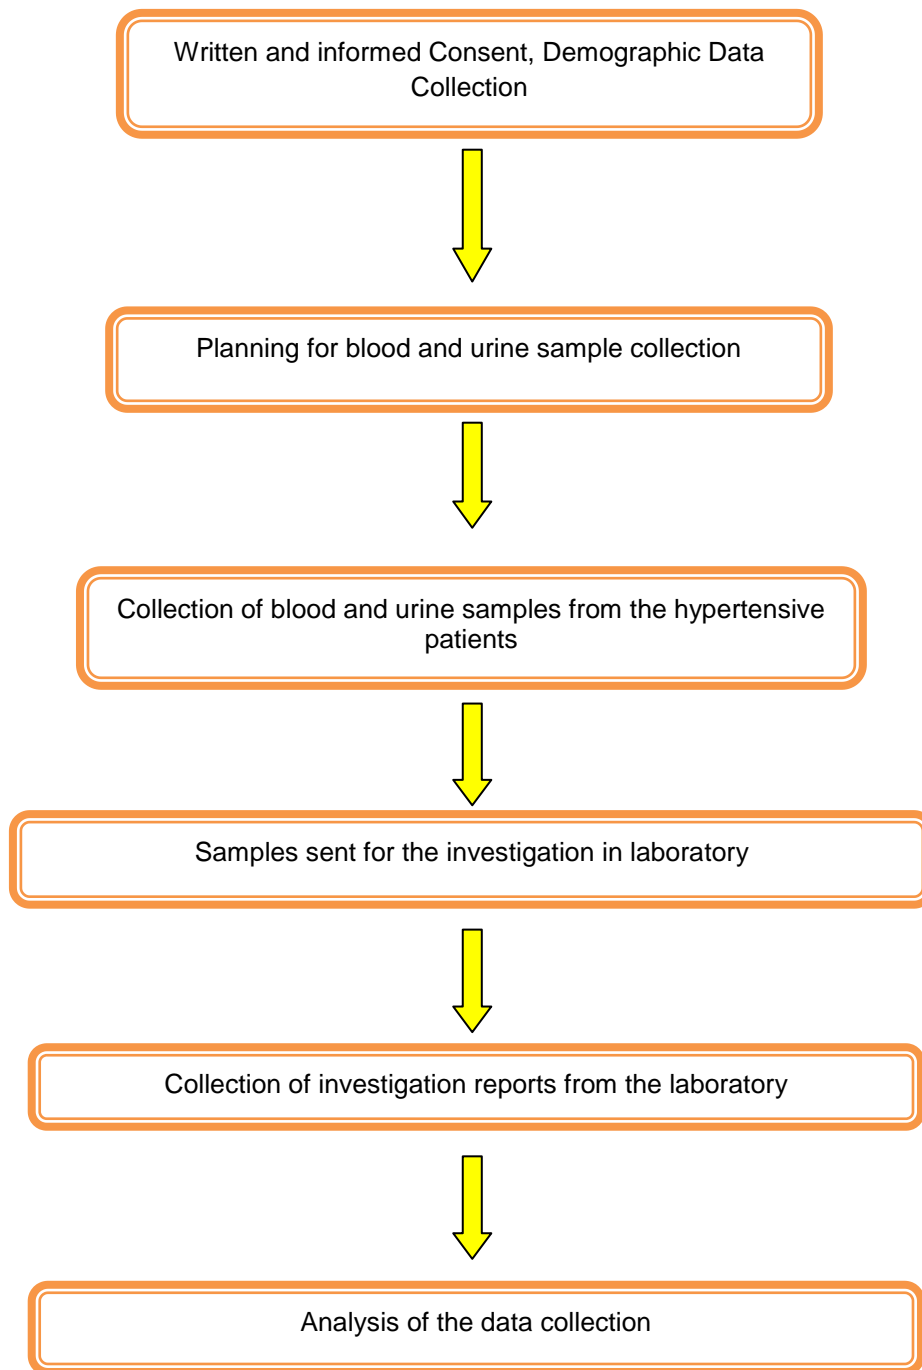 Written and informed Consent, Demographic Data
Collection
Planning for blood and urine sample collection
Collection of blood and urine samples from the hypertensive
patients
Samples sent for the investigation in laboratory
Collection of investigation reports from the laboratory
Analysis of the data collection